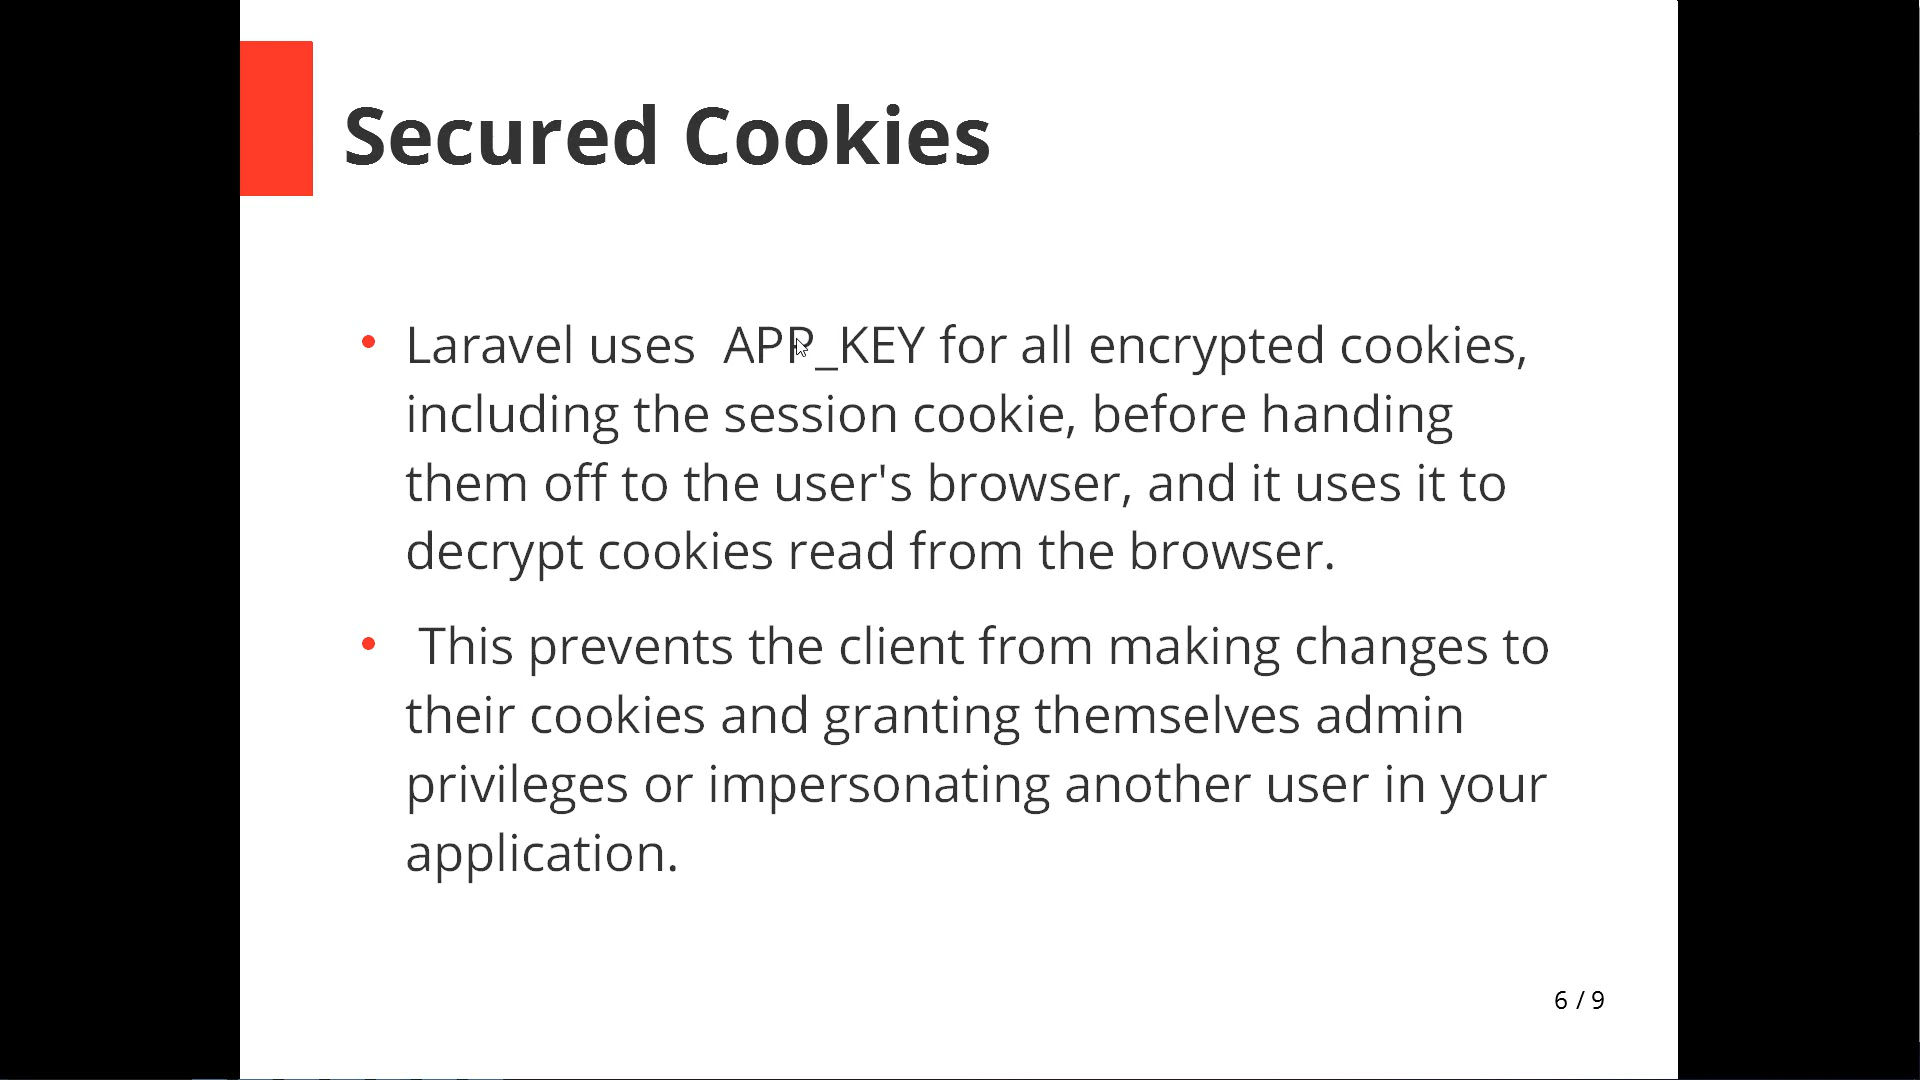 Secured Cookies
• Laravel uses  APP_KEY for all encrypted cookies,
including the session cookie, before handing
them off to the user's browser, and it uses it to
decrypt cookies read from the browser.
•  This prevents the client from making changes to
their cookies and granting themselves admin
privileges or impersonating another user in your
application.
6 / 9